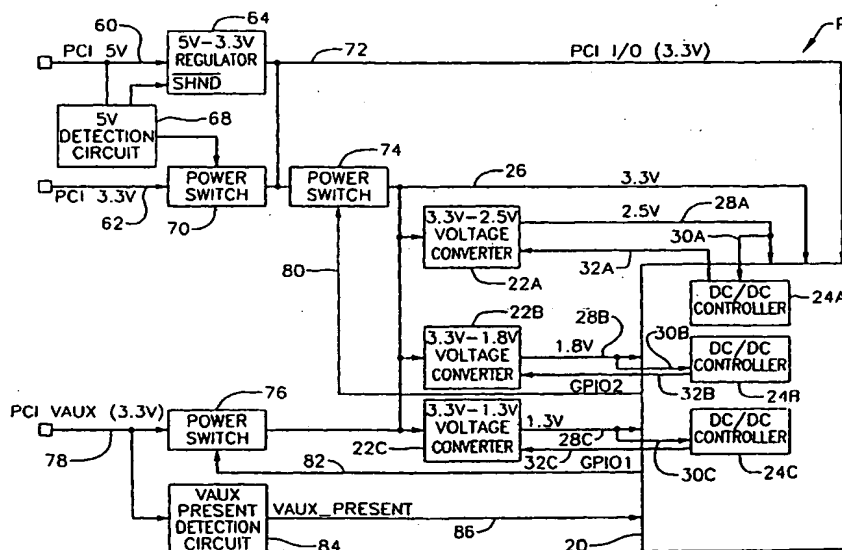 60
64
PCI 5V
5V-3.3V
REGULATOR
SHND
72
PCI I/O (3.3V)
5V
DETECTION
CIRCUIT
68
74
PCI 3.3V
62
POWER
SWITCH
70
POWER
SWITCH
26
3.3V
3.3V-2.5V
VOLTAGE
CONVERTER
22A
2.5V
28A
30A
32A
DC/DC
CONTROLLER
24A
80
22B
3.3V-1.8V
VOLTAGE
CONVERTER
1.8V
28B
30B
32B
DC/DC
CONTROLLER
24B
GPIO2
76
PCI VAUX (3.3V)
78
POWER
SWITCH
3.3V-1.3V
VOLTAGE
CONVERTER
22C
1.3V
28C
32C
30C
DC/DC
CONTROLLER
24C
82
GPIO1
VAUX
PRESENT
DETECTION
CIRCUIT
84
VAUX_PRESENT
86
20